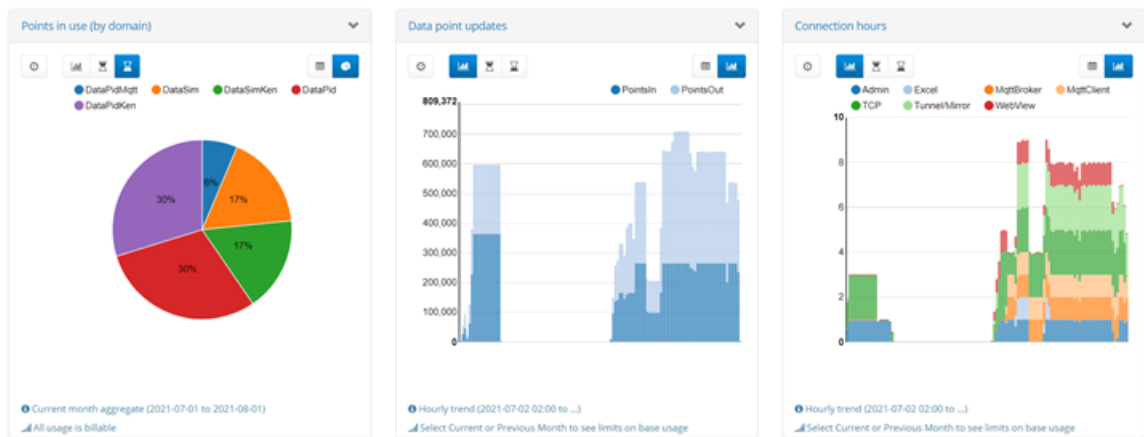 Points in use (by domain)
DataPidMqtt DataSim DataSimKen DataPid
DataPidKen
6%
17%
17%
30%
30%
Current month aggregate (2021-07-01 to 2021-08-01)
All usage is billable
Data point updates
PointsIn PointsOut
809,372
700,000
600,000
500,000
400,000
300,000
200,000
100,000
0
Hourly trend (2021-07-02 02:00 to ...)
Select Current or Previous Month to see limits on base usage
Connection hours
Admin Excel MqttBroker MqttClient
TCP Tunnel/Mirror WebView
10
8
6
4
2
0
Hourly trend (2021-07-02 02:00 to ...)
Select Current or Previous Month to see limits on base usage